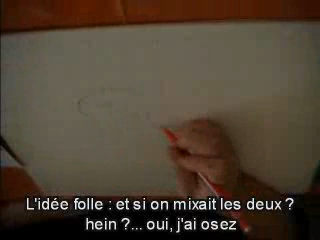 L'idée folle : et si on mixait les deux ?
hein ?... oui, j'ai osez